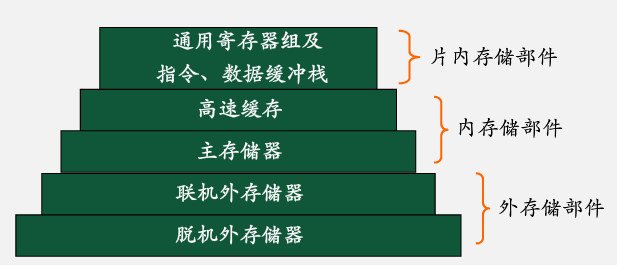 通用寄存器组及
指令、数据缓冲栈
片内存储部件
高速缓存
内存储部件
主存储器
联机外存储器
外存储部件
脱机外存储器